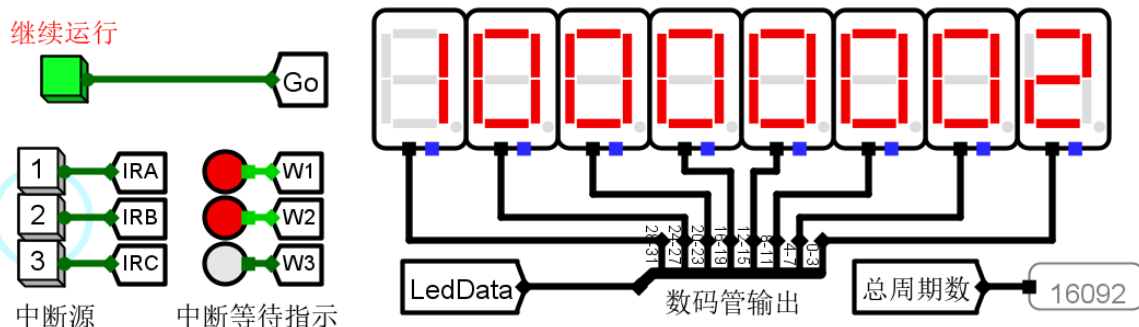 继续运行
Go
1 IRA W1
2 IRB W2
3 IRC W3
中断源 中断等待指示
10000002
28-31 24-27 20-23 16-19 12-15 8-11 4-7 0-3
LedData
数码管输出
总周期数 16092